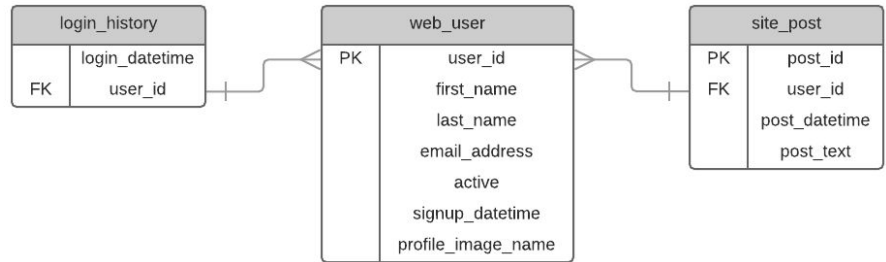 login_history
login_datetime
FK user_id
web_user
PK user_id
first_name
last_name
email_address
active
signup_datetime
profile_image_name
site_post
PK post_id
FK user_id
post_datetime
post_text